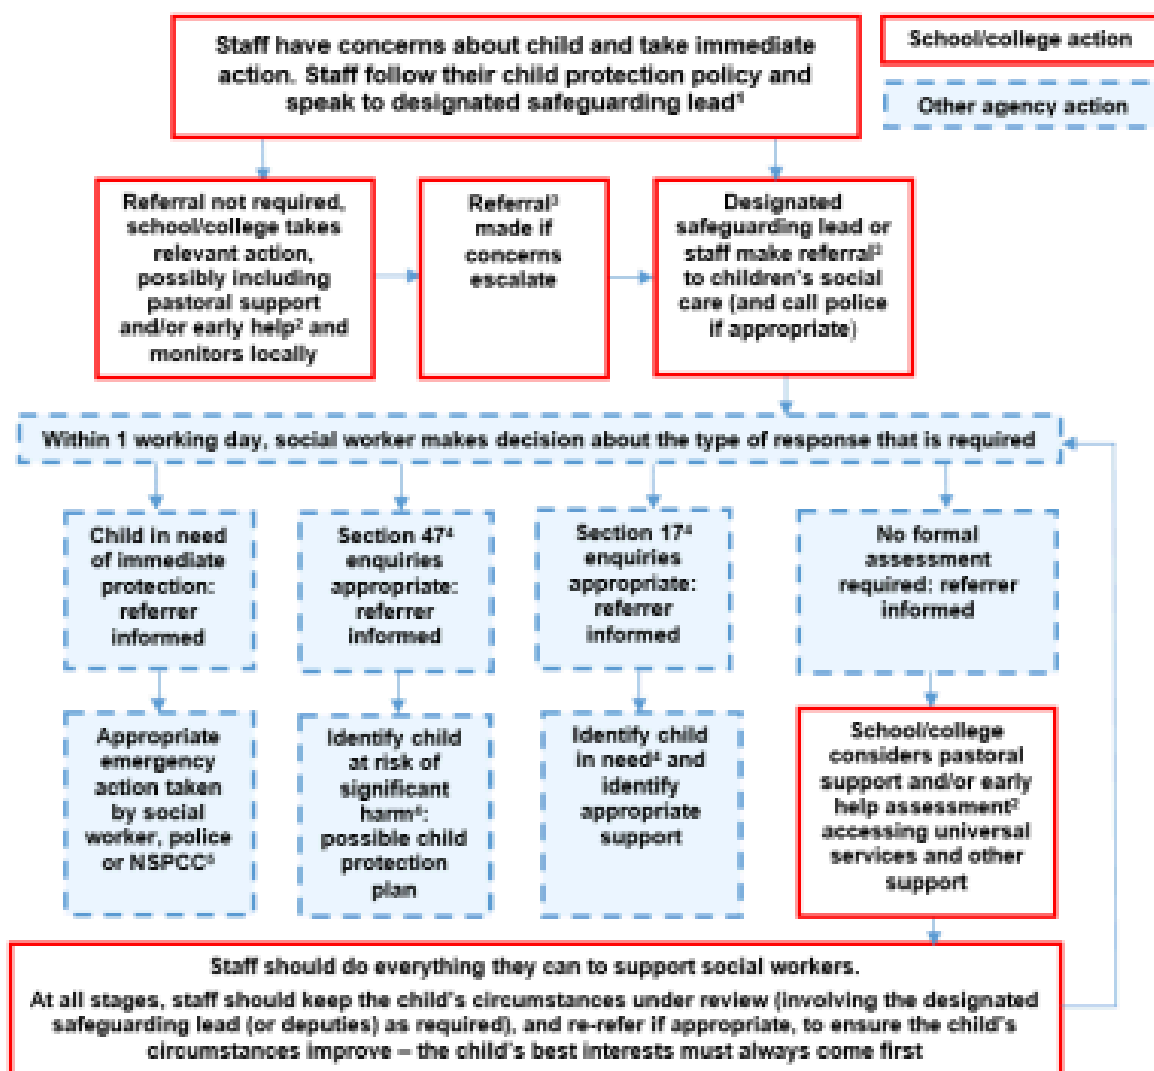 Staff have concerns about child and take immediate
action. Staff follow their child protection policy and
speak to designated safeguarding lead¹
School/college action
Other agency action
Referral not required,
school/college takes
relevant action,
possibly including
pastoral support
and/or early help² and
monitors locally
Referral³
made if
concerns
escalate
Designated
safeguarding lead or
staff make referral³
to children's social
care (and call police
if appropriate)
Within 1 working day, social worker makes decision about the type of response that is required
Child in need
of immediate
protection:
referrer
informed
Section 47⁴
enquiries
appropriate:
referrer
informed
Section 17⁴
enquiries
appropriate:
referrer
informed
No formal
assessment
required: referrer
informed
Appropriate
emergency
action taken
by social
worker, police
or NSPCC⁵
Identify child
at risk of
significant
harm⁴:
possible child
protection
plan
Identify child
in need⁴ and
identify
appropriate
support
School/college
considers pastoral
support and/or early
help assessment²
accessing universal
services and other
support
Staff should do everything they can to support social workers.
At all stages, staff should keep the child's circumstances under review (involving the designated
safeguarding lead (or deputies) as required), and re-refer if appropriate, to ensure the child's
circumstances improve – the child's best interests must always come first